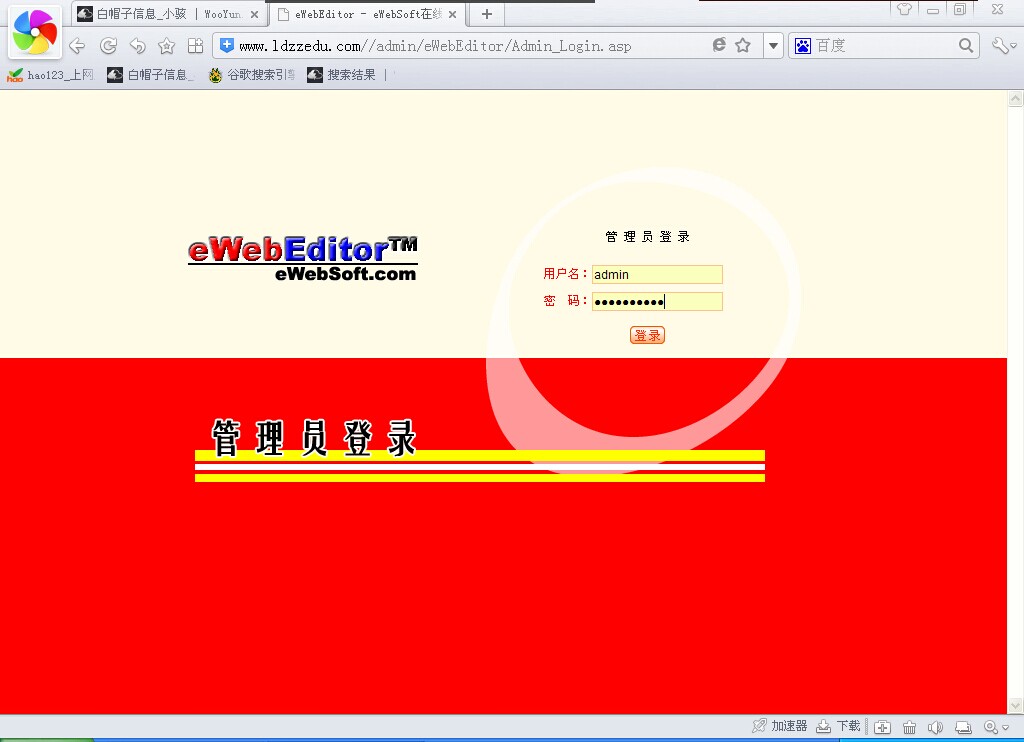 白帽子信息_小骇 | WooYun
eWebEditor - eWebSoft在线
www.ldzzedu.com//admin/eWebEditor/Admin_Login.asp
百度
hao123_上网
白帽子信息_
谷歌搜索引擎
搜索结果 |
管理员登录
eWebEditor™
eWebSoft.com
用户名：admin
密 码：●●●●●●●●●●
登录
管理员登录
加速器
下载